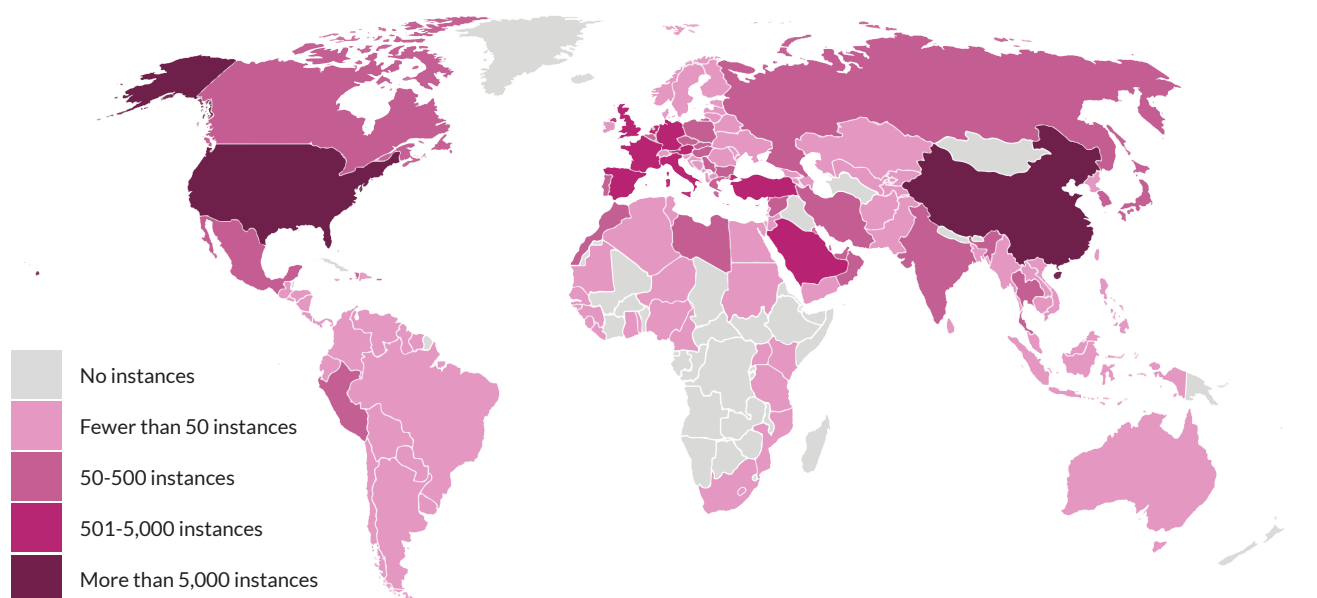 No instances
Fewer than 50 instances
50-500 instances
501-5,000 instances
More than 5,000 instances